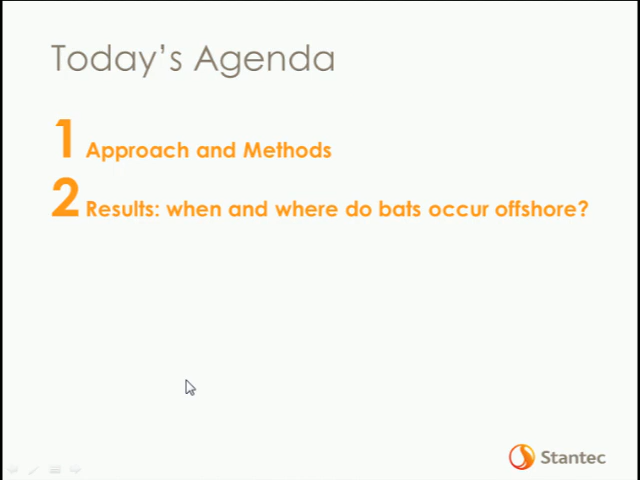 Today's Agenda
1 Approach and Methods
2 Results: when and where do bats occur offshore?
Stantec